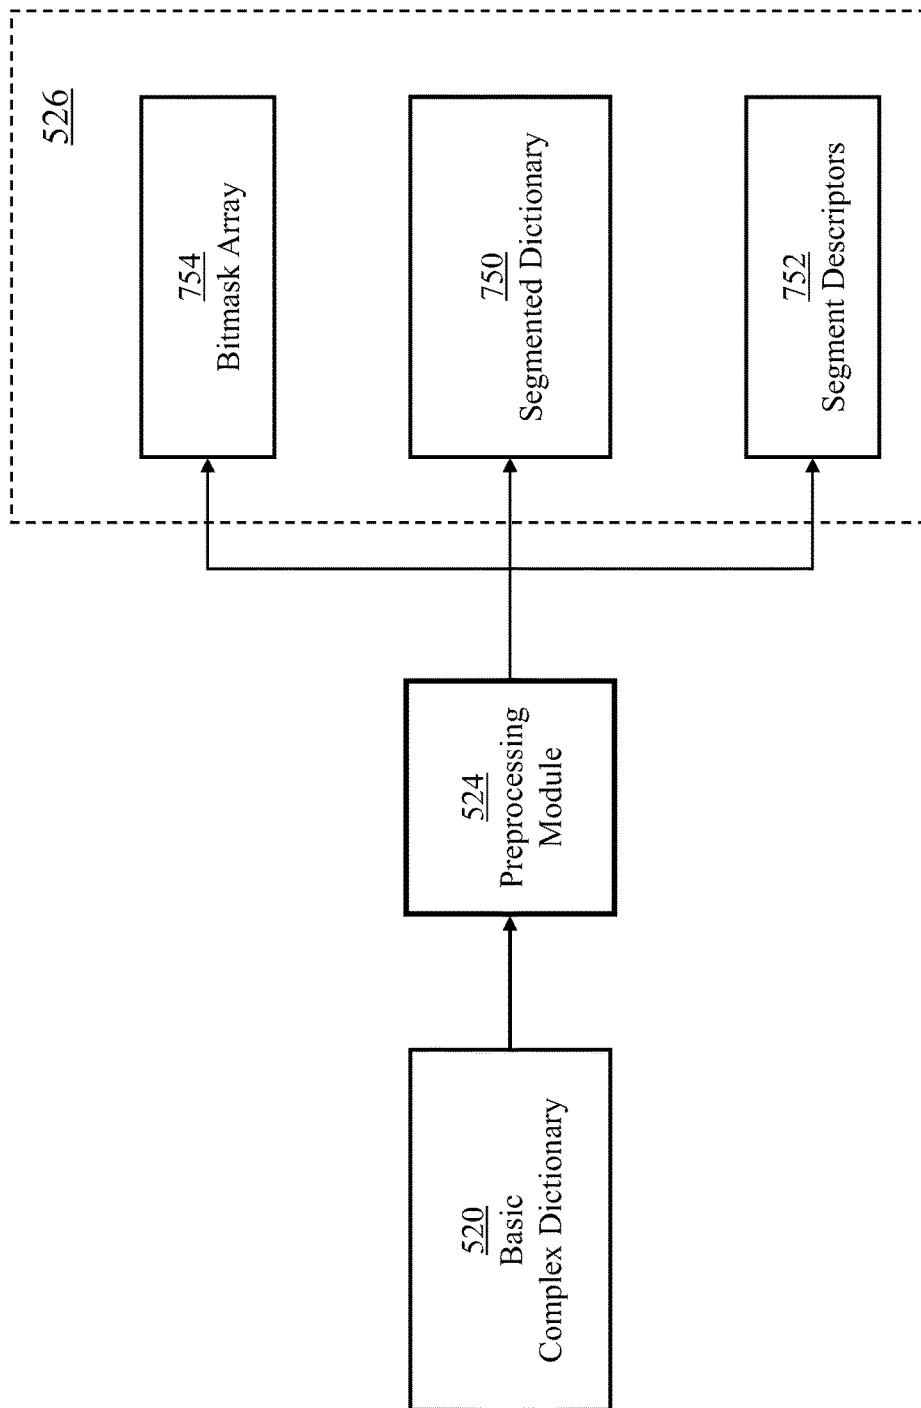 526
754
Bitmask Array
750
Segmented Dictionary
752
Segment Descriptors
524
Preprocessing
Module
520
Basic
Complex Dictionary